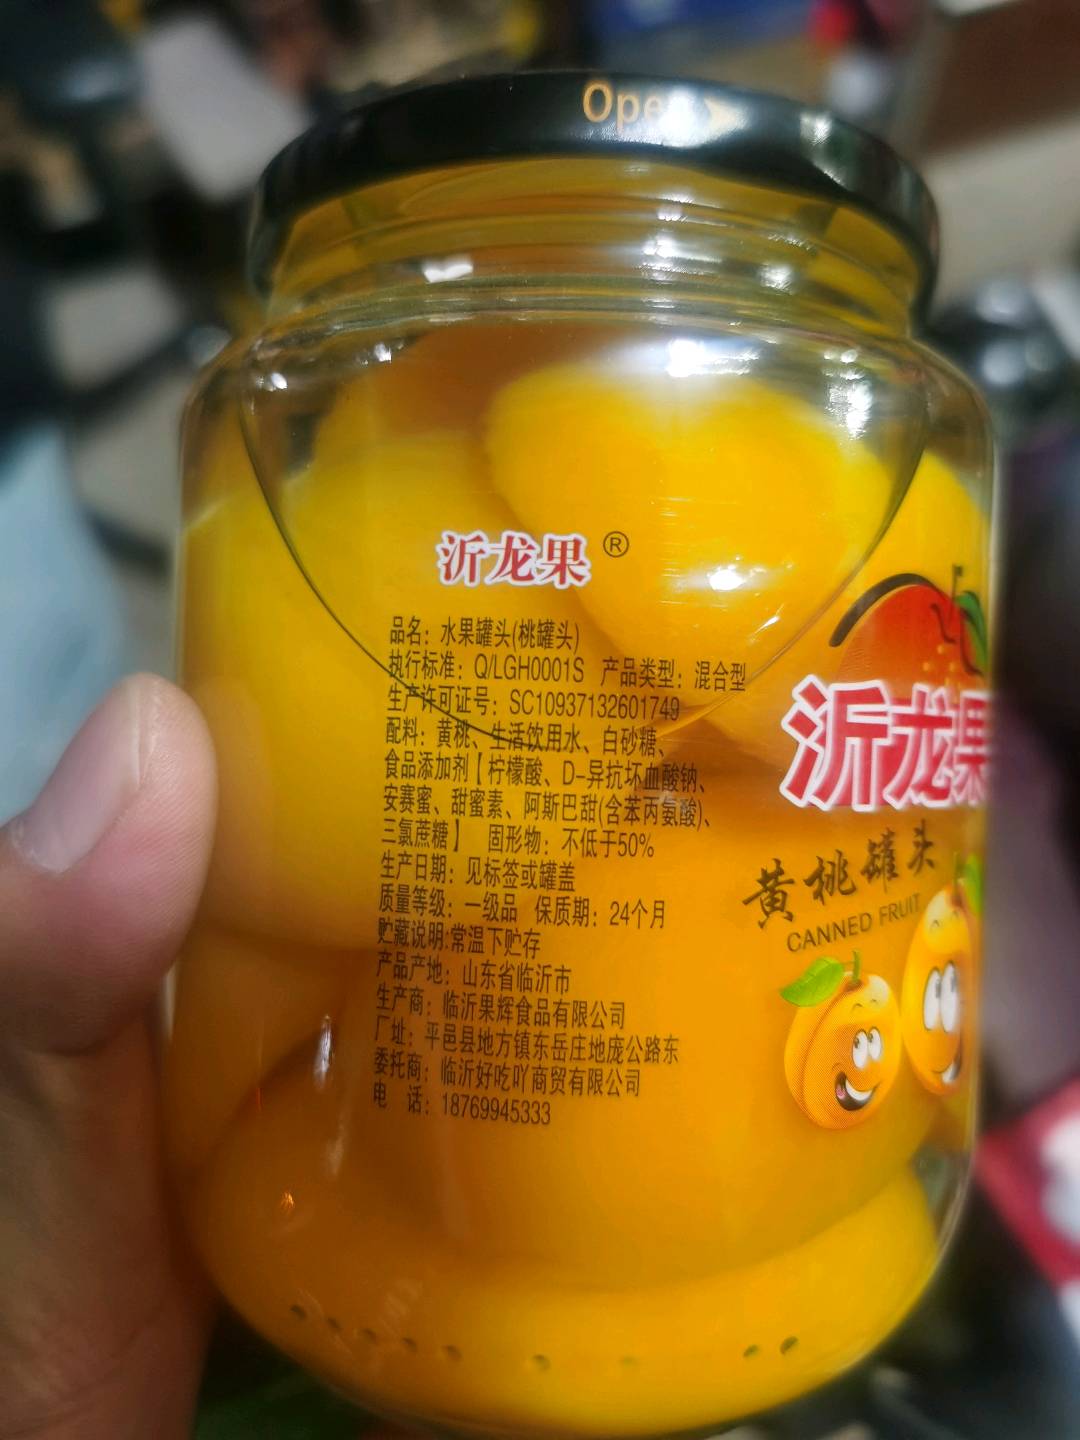 Ope
沂龙果®
品名：水果罐头(桃罐头)
执行标准：Q/LGH0001S 产品类型：混合型
生产许可证号：SC10937132601749
配料：黄桃、生活饮用水、白砂糖、
食品添加剂【柠檬酸、D-异抗坏血酸钠、
安赛蜜、甜蜜素、阿斯巴甜(含苯丙氨酸)、
三氯蔗糖】 固形物：不低于50%
生产日期：见标签或罐盖
质量等级：一级品 保质期：24个月
贮藏说明:常温下贮存
产品产地：山东省临沂市
生产商：临沂果辉食品有限公司
厂址：平邑县地方镇东岳庄地庞公路东
委托商：临沂好吃吖商贸有限公司
电 话：18769945333
沂龙果
黄桃罐头
CANNED FRUIT